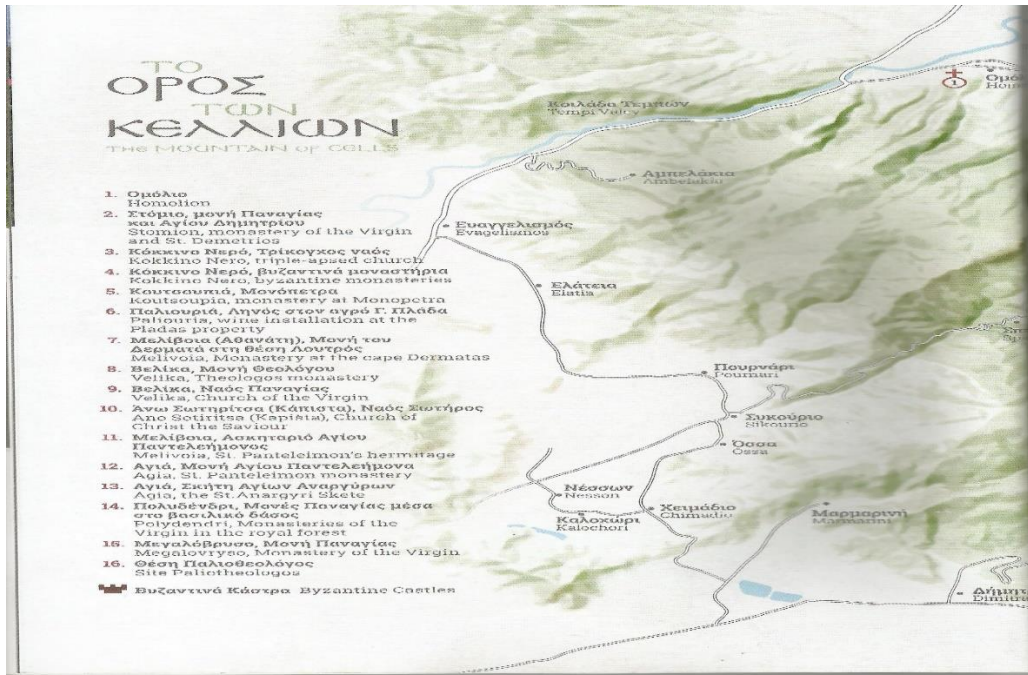 ΤΟ
ΟΡΟΣ
ΤΩΝ
ΚΕΛΛΙΩΝ
THE MOUNTAIN OF CELLS
1. Ομόλιο
Homolion
2. Στόμιο, μονή Παναγίας
και Αγίου Δημητρίου
Stomion, monastery of the Virgin
and St. Demetrios
3. Κόκκινο Νερό, Τρίκογχος ναός
Kokkino Nero, triple-apsed church
4. Κόκκινο Νερό, βυζαντινά μοναστήρια
Kokkino Nero, byzantine monasteries
5. Κουτσουπιά, Μονόπετρα
Koutsoupia, monastery at Monopetra
6. Παλιουριά, Ληνός στον αγρό Γ. Πλάδα
Paliouria, wine installation at the
Pladas property
7. Μελίβοια (Αθανάτη), Μονή του
Δερματά στη θέση Λουτρός
Melivoia, Monastery at the cape Dermatas
8. Βελίκα, Μονή Θεολόγου
Velika, Theologos monastery
9. Βελίκα, Ναός Παναγίας
Velika, Church of the Virgin
10. Άνω Σωτηρίτσα (Κάπιστα), Ναός Σωτήρος
Ano Sotiritsa (Kapista), Church of
Christ the Saviour
11. Μελίβοια, Ασκηταριό Αγίου
Παντελεήμονος
Melivoia, St. Panteleimon's hermitage
12. Αγιά, Μονή Αγίου Παντελεήμονα
Agia, St. Panteleimon monastery
13. Αγιά, Σκήτη Αγίων Αναργύρων
Agia, the St.Anargyri Skete
14. Πολυδένδρι, Μονές Παναγίας μέσα
στο βασιλικό δάσος
Polydendri, Monasteries of the
Virgin in the royal forest
15. Μεγαλόβρυσο, Μονή Παναγίας
Megalovryso, Monastery of the Virgin
16. Θέση Παλιοθεολόγος
Site Paliotheologos
Βυζαντινά Κάστρα Byzantine Castles
Κοιλάδα Τεμπών
Tempi Valley
1
Ομό
Hom
Αμπελάκια
Ambelakia
Ευαγγελισμός
Evagelismos
Ελάτεια
Elatia
Πουρνάρι
Pournari
Συκούριο
Sikourio
Όσσα
Ossa
Νέσσων
Nesson
Καλοχώρι
Kalochori
Χειμάδιο
Chimadio
Μαρμαρινή
Marmarini
Δήμητ
Dimitra